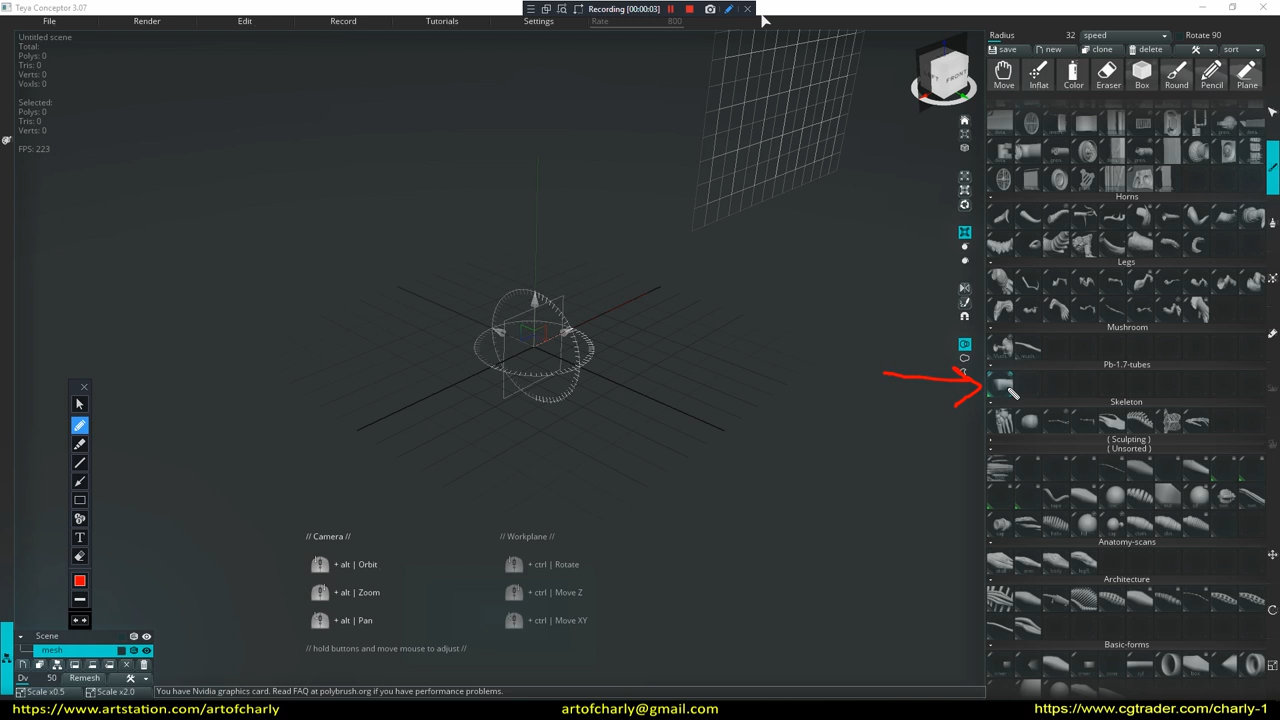 Teya Conceptor 3.07
Recording [00:00:03]
Render
Edit
Record
Tutorials
Settings
Rate
800
Untitled scene
Total:
Polys: 0
Tris: 0
Verts: 0
Voxls: 0
Selected:
Polys: 0
Tris: 0
Verts: 0
FPS: 223
FRONT
Radius
32
speed
Rotate 90
save
new
clone
delete
sort
Move
Inflat
Color
Eraser
Box
Round
Pencil
Plane
Horns
Legs
Mushroom
Pb-1.7-tubes
Skeleton
( Sculpting )
( Unsorted )
Anatomy-scans
Architecture
Basic-forms
T
// Camera //
+ alt | Orbit
+ alt | Zoom
+ alt | Pan
// Workplane //
+ ctrl | Rotate
+ ctrl | Move Z
+ ctrl | Move XY
// hold buttons and move mouse to adjust //
Scene
mesh
Dv
50
Remesh
Scale x0.5
Scale x2.0
You have Nvidia graphics card. Read FAQ at polybrush.org if you have performance problems.
https://www.artstation.com/artofcharly
artofcharly@gmail.com
https://www.cgtrader.com/charly-1